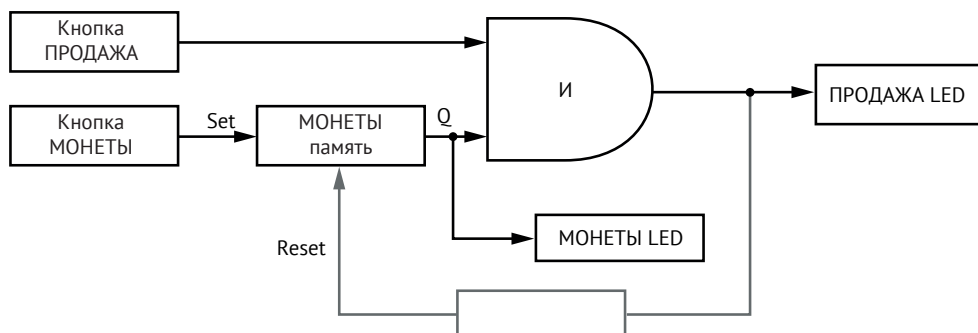 Кнопка
ПРОДАЖА
И
ПРОДАЖА LED
Кнопка
МОНЕТЫ
Set
МОНЕТЫ
память
Q
МОНЕТЫ LED
Reset